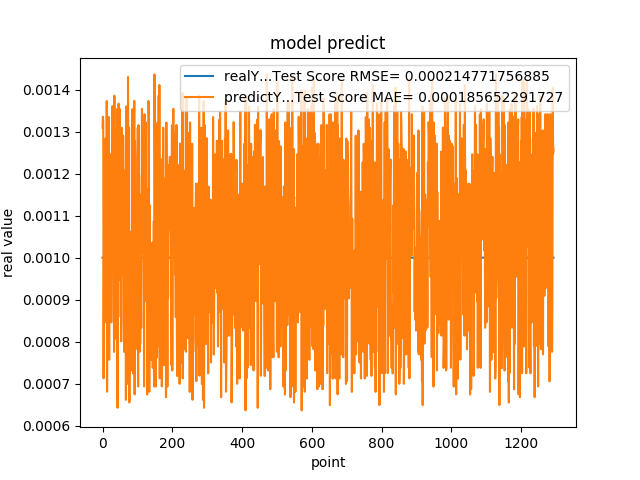 model predict
realY...Test Score RMSE= 0.000214771756885
predictY...Test Score MAE= 0.000185652291727
0.0014
0.0013
0.0012
0.0011
0.0010
0.0009
0.0008
0.0007
0.0006
real value
0 200 400 600 800 1000 1200
point